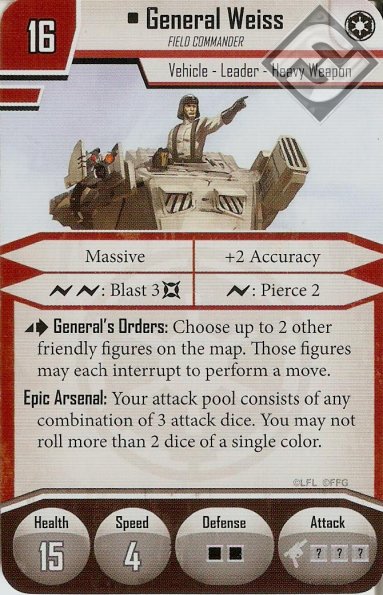 16
General Weiss
FIELD COMMANDER
Vehicle - Leader - Heavy Weapon
Massive
+2 Accuracy
: Blast 3
: Pierce 2
General's Orders: Choose up to 2 other
friendly figures on the map. Those figures
may each interrupt to perform a move.
Epic Arsenal: Your attack pool consists of any
combination of 3 attack dice. You may not
roll more than 2 dice of a single color.
©LFL ©FFG
Health
Speed
Defense
Attack
15
4
? ? ?